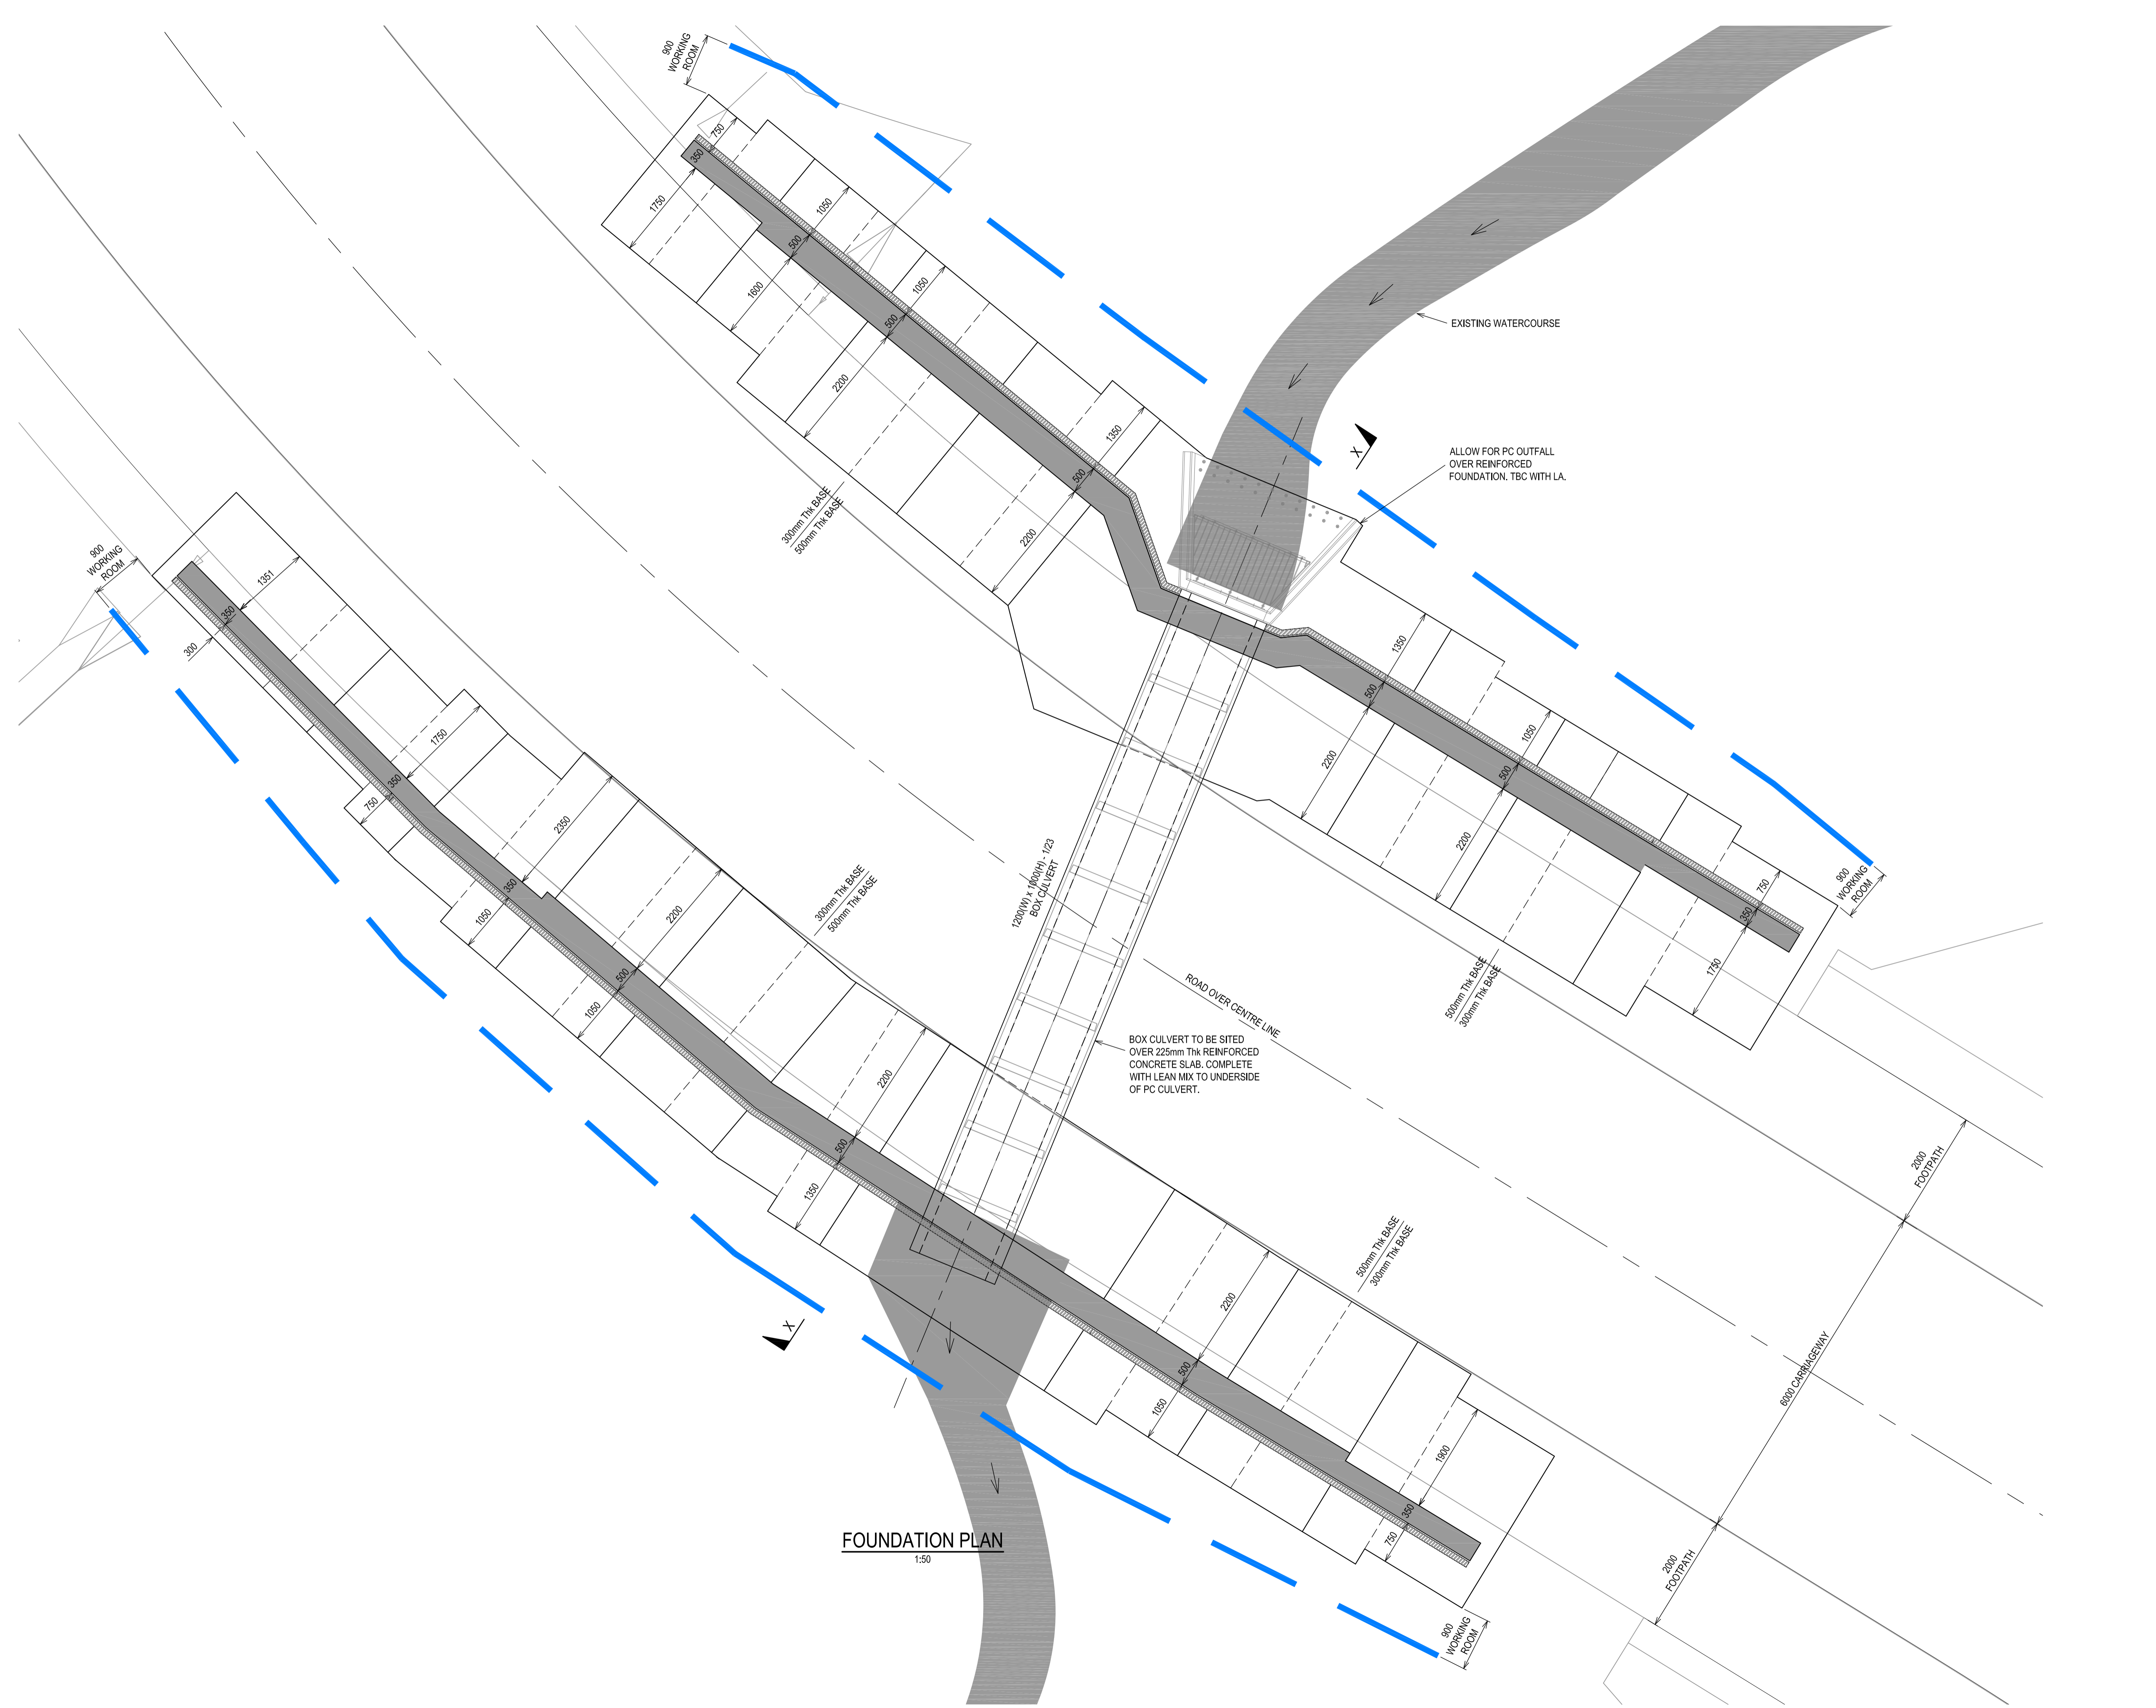 900
WORKING
ROOM
750
350
1750
1050
500
1600
1050
500
2200
1350
500
2200
300mm Thk BASE
500mm Thk BASE
EXISTING WATERCOURSE
X
ALLOW FOR PC OUTFALL
OVER REINFORCED
FOUNDATION. TBC WITH LA.
900
WORKING
ROOM
1351
350
300
1750
350
750
2350
350
1050
2200
500
1050
300mm Thk BASE
500mm Thk BASE
2200
500
1350
1350
500
2200
1050
500
2200
750
350
1750
900
WORKING
ROOM
500mm Thk BASE
300mm Thk BASE
1200(W) x 1000(H) - 1/23
BOX CULVERT
ROAD OVER CENTRE LINE
BOX CULVERT TO BE SITED
OVER 225mm Thk REINFORCED
CONCRETE SLAB. COMPLETE
WITH LEAN MIX TO UNDERSIDE
OF PC CULVERT.
2000
FOOTPATH
6000 CARRIAGEWAY
2000
FOOTPATH
X
2200
500
1050
500mm Thk BASE
300mm Thk BASE
1900
350
750
900
WORKING
ROOM
FOUNDATION PLAN
1:50